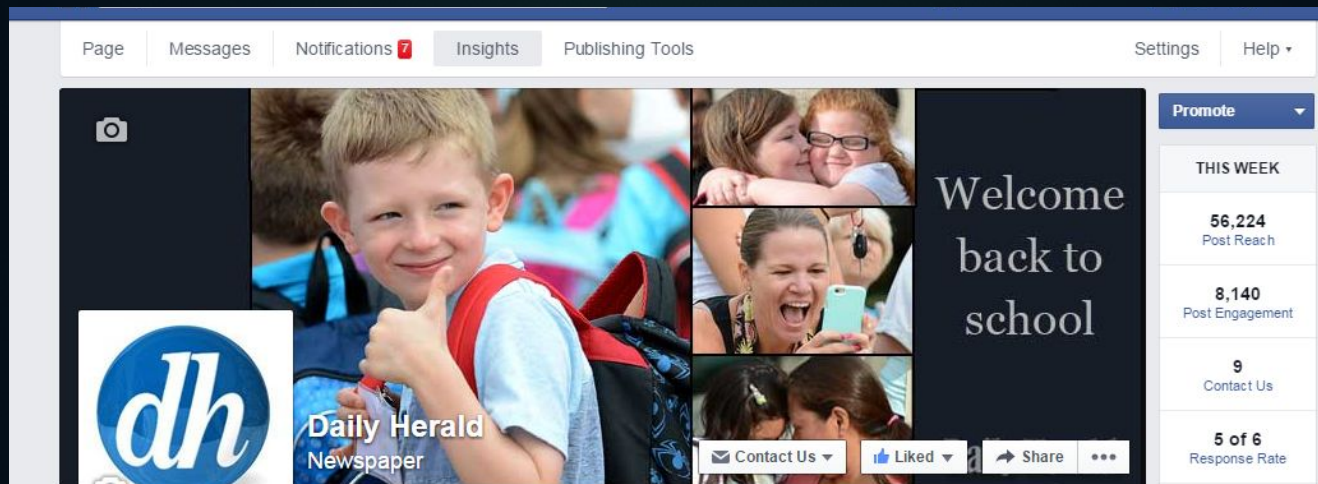 Page Messages Notifications 7 Insights Publishing Tools Settings Help
Promote
THIS WEEK
56,224
Post Reach
8,140
Post Engagement
9
Contact Us
5 of 6
Response Rate
Welcome
back to
school
dh
Daily Herald
Newspaper
Contact Us Liked Share